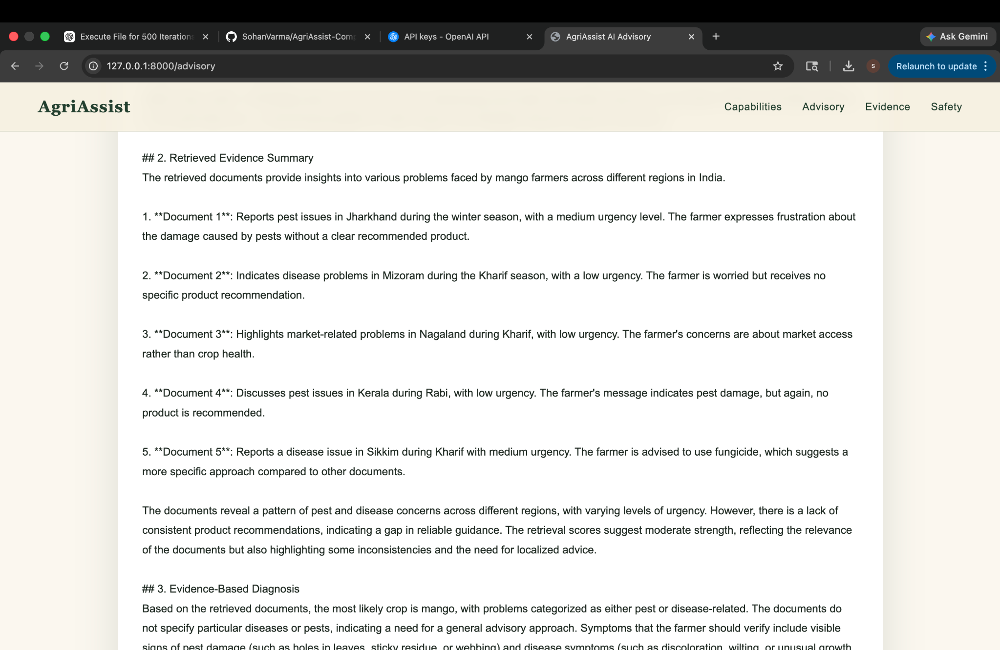 Execute File for 500 Iterations
SohanVarma/AgriAssist-Comp
API keys - OpenAI API
AgriAssist AI Advisory
Ask Gemini
127.0.0.1:8000/advisory
S
Relaunch to update
AgriAssist
Capabilities
Advisory
Evidence
Safety
## 2. Retrieved Evidence Summary
The retrieved documents provide insights into various problems faced by mango farmers across different regions in India.
1. **Document 1**: Reports pest issues in Jharkhand during the winter season, with a medium urgency level. The farmer expresses frustration about
the damage caused by pests without a clear recommended product.
2. **Document 2**: Indicates disease problems in Mizoram during the Kharif season, with a low urgency. The farmer is worried but receives no
specific product recommendation.
3. **Document 3**: Highlights market-related problems in Nagaland during Kharif, with low urgency. The farmer's concerns are about market access
rather than crop health.
4. **Document 4**: Discusses pest issues in Kerala during Rabi, with low urgency. The farmer's message indicates pest damage, but again, no
product is recommended.
5. **Document 5**: Reports a disease issue in Sikkim during Kharif with medium urgency. The farmer is advised to use fungicide, which suggests a
more specific approach compared to other documents.
The documents reveal a pattern of pest and disease concerns across different regions, with varying levels of urgency. However, there is a lack of
consistent product recommendations, indicating a gap in reliable guidance. The retrieval scores suggest moderate strength, reflecting the relevance
of the documents but also highlighting some inconsistencies and the need for localized advice.
## 3. Evidence-Based Diagnosis
Based on the retrieved documents, the most likely crop is mango, with problems categorized as either pest or disease-related. The documents do
not specify particular diseases or pests, indicating a need for a general advisory approach. Symptoms that the farmer should verify include visible
signs of pest damage (such as holes in leaves, sticky residue, or webbing) and disease symptoms (such as discoloration, wilting, or unusual growth